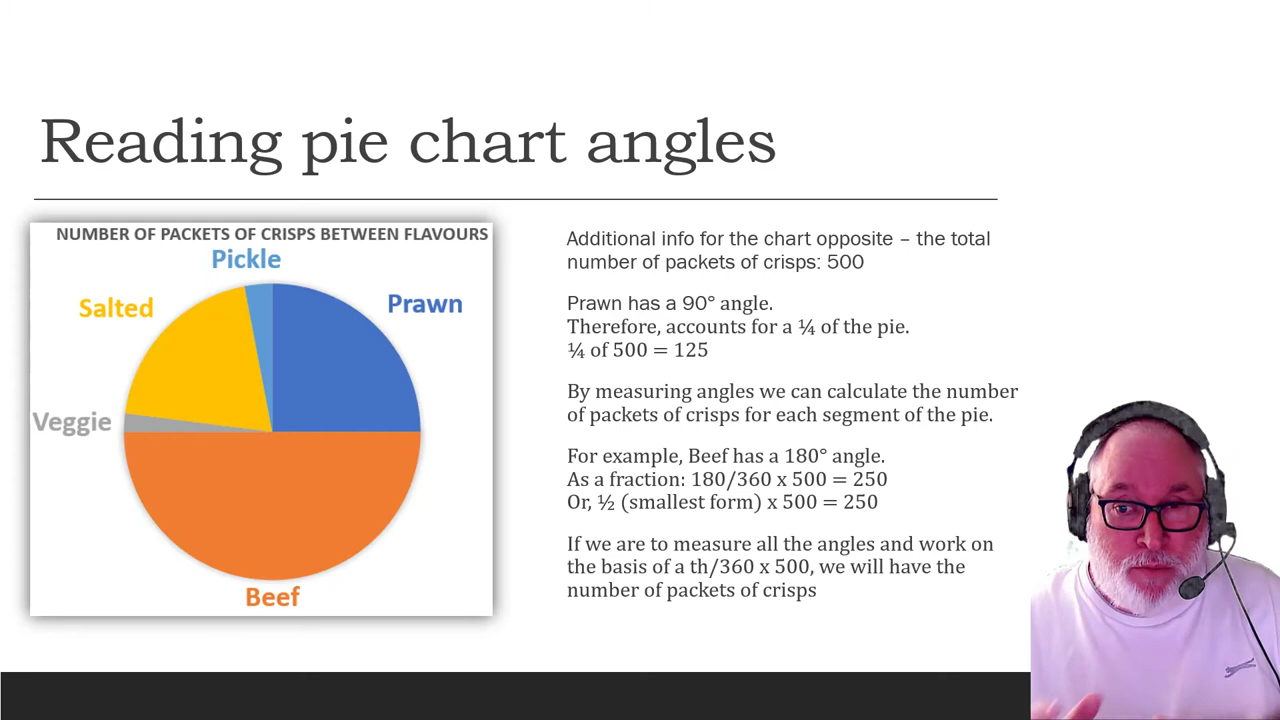 Reading pie chart angles
NUMBER OF PACKETS OF CRISPS BETWEEN FLAVOURS
Pickle
Salted
Prawn
Veggie
Beef
Additional info for the chart opposite – the total
number of packets of crisps: 500
Prawn has a 90° angle.
Therefore, accounts for a ¼ of the pie.
¼ of 500 = 125
By measuring angles we can calculate the number
of packets of crisps for each segment of the pie.
For example, Beef has a 180° angle.
As a fraction: 180/360 x 500 = 250
Or, ½ (smallest form) x 500 = 250
If we are to measure all the angles and work on
the basis of a th/360 x 500, we will have the
number of packets of crisps